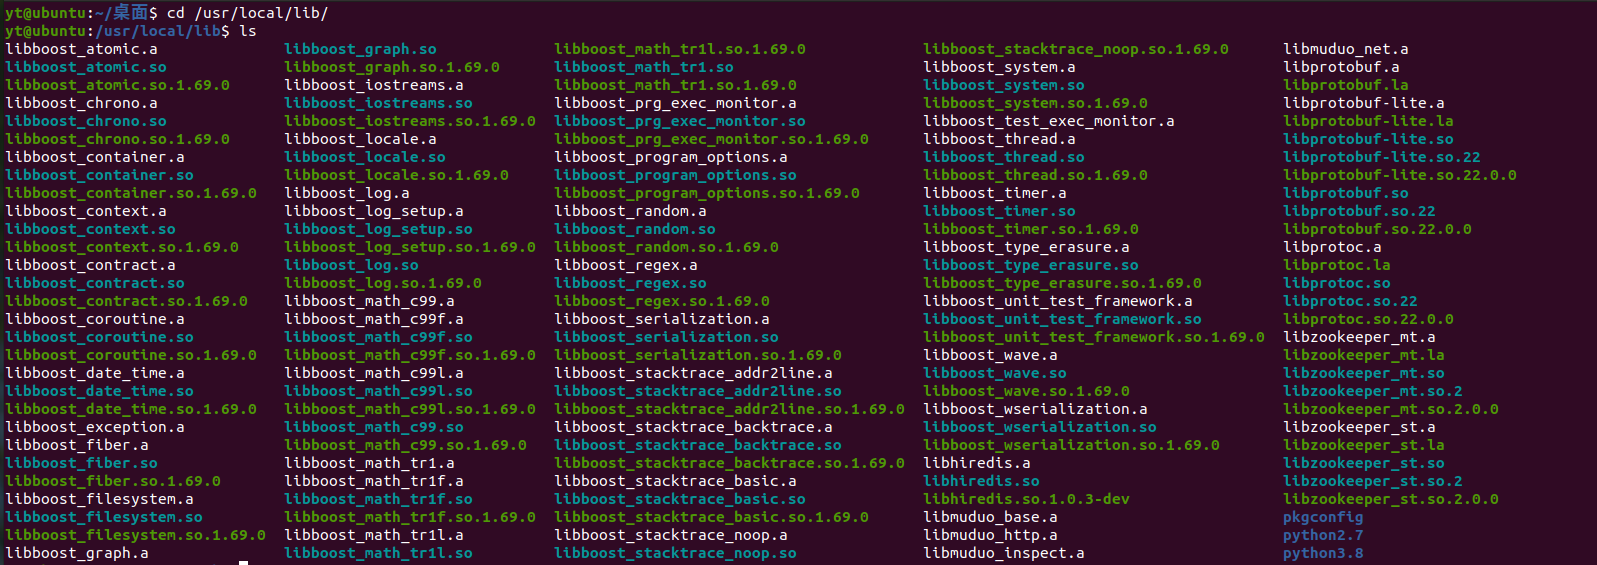 yt@ubuntu:~/桌面$ cd /usr/local/lib/
yt@ubuntu:/usr/local/lib$ ls
libboost_atomic.a libboost_graph.so libboost_math_tr1l.so.1.69.0 libboost_stacktrace_noop.so.1.69.0 libmuduo_net.a
libboost_atomic.so libboost_graph.so.1.69.0 libboost_math_tr1.so libboost_system.a libprotobuf.a
libboost_atomic.so.1.69.0 libboost_iostreams.a libboost_math_tr1.so.1.69.0 libboost_system.so libprotobuf.la
libboost_chrono.a libboost_iostreams.so libboost_prg_exec_monitor.a libboost_system.so.1.69.0 libprotobuf-lite.a
libboost_chrono.so libboost_iostreams.so.1.69.0 libboost_prg_exec_monitor.so libboost_test_exec_monitor.a libprotobuf-lite.la
libboost_chrono.so.1.69.0 libboost_locale.a libboost_prg_exec_monitor.so.1.69.0 libboost_thread.a libprotobuf-lite.so
libboost_container.a libboost_locale.so libboost_program_options.a libboost_thread.so libprotobuf-lite.so.22
libboost_container.so libboost_locale.so.1.69.0 libboost_program_options.so libboost_thread.so.1.69.0 libprotobuf-lite.so.22.0.0
libboost_container.so.1.69.0 libboost_log.a libboost_program_options.so.1.69.0 libboost_timer.a libprotobuf.so
libboost_context.a libboost_log_setup.a libboost_random.a libboost_timer.so libprotobuf.so.22
libboost_context.so libboost_log_setup.so libboost_random.so libboost_timer.so.1.69.0 libprotobuf.so.22.0.0
libboost_context.so.1.69.0 libboost_log_setup.so.1.69.0 libboost_random.so.1.69.0 libboost_type_erasure.a libprotoc.a
libboost_contract.a libboost_log.so libboost_regex.a libboost_type_erasure.so libprotoc.la
libboost_contract.so libboost_log.so.1.69.0 libboost_regex.so libboost_type_erasure.so.1.69.0 libprotoc.so
libboost_contract.so.1.69.0 libboost_math_c99.a libboost_regex.so.1.69.0 libboost_unit_test_framework.a libprotoc.so.22
libboost_coroutine.a libboost_math_c99f.a libboost_serialization.a libboost_unit_test_framework.so libprotoc.so.22.0.0
libboost_coroutine.so libboost_math_c99f.so libboost_serialization.so libboost_unit_test_framework.so.1.69.0 libzookeeper_mt.a
libboost_coroutine.so.1.69.0 libboost_math_c99f.so.1.69.0 libboost_serialization.so.1.69.0 libboost_wave.a libzookeeper_mt.la
libboost_date_time.a libboost_math_c99l.a libboost_stacktrace_addr2line.a libboost_wave.so libzookeeper_mt.so
libboost_date_time.so libboost_math_c99l.so libboost_stacktrace_addr2line.so libboost_wave.so.1.69.0 libzookeeper_mt.so.2
libboost_date_time.so.1.69.0 libboost_math_c99l.so.1.69.0 libboost_stacktrace_addr2line.so.1.69.0 libboost_wserialization.a libzookeeper_mt.so.2.0.0
libboost_exception.a libboost_math_c99.so libboost_stacktrace_backtrace.a libboost_wserialization.so libzookeeper_st.a
libboost_fiber.a libboost_math_c99.so.1.69.0 libboost_stacktrace_backtrace.so libboost_wserialization.so.1.69.0 libzookeeper_st.la
libboost_fiber.so libboost_math_tr1.a libboost_stacktrace_backtrace.so.1.69.0 libhiredis.a libzookeeper_st.so
libboost_fiber.so.1.69.0 libboost_math_tr1f.a libboost_stacktrace_basic.a libhiredis.so libzookeeper_st.so.2
libboost_filesystem.a libboost_math_tr1f.so libboost_stacktrace_basic.so libhiredis.so.1.0.3-dev libzookeeper_st.so.2.0.0
libboost_filesystem.so libboost_math_tr1f.so.1.69.0 libboost_stacktrace_basic.so.1.69.0 libmuduo_base.a pkgconfig
libboost_filesystem.so.1.69.0 libboost_math_tr1l.a libboost_stacktrace_noop.a libmuduo_http.a python2.7
libboost_graph.a libboost_math_tr1l.so libboost_stacktrace_noop.so libmuduo_inspect.a python3.8